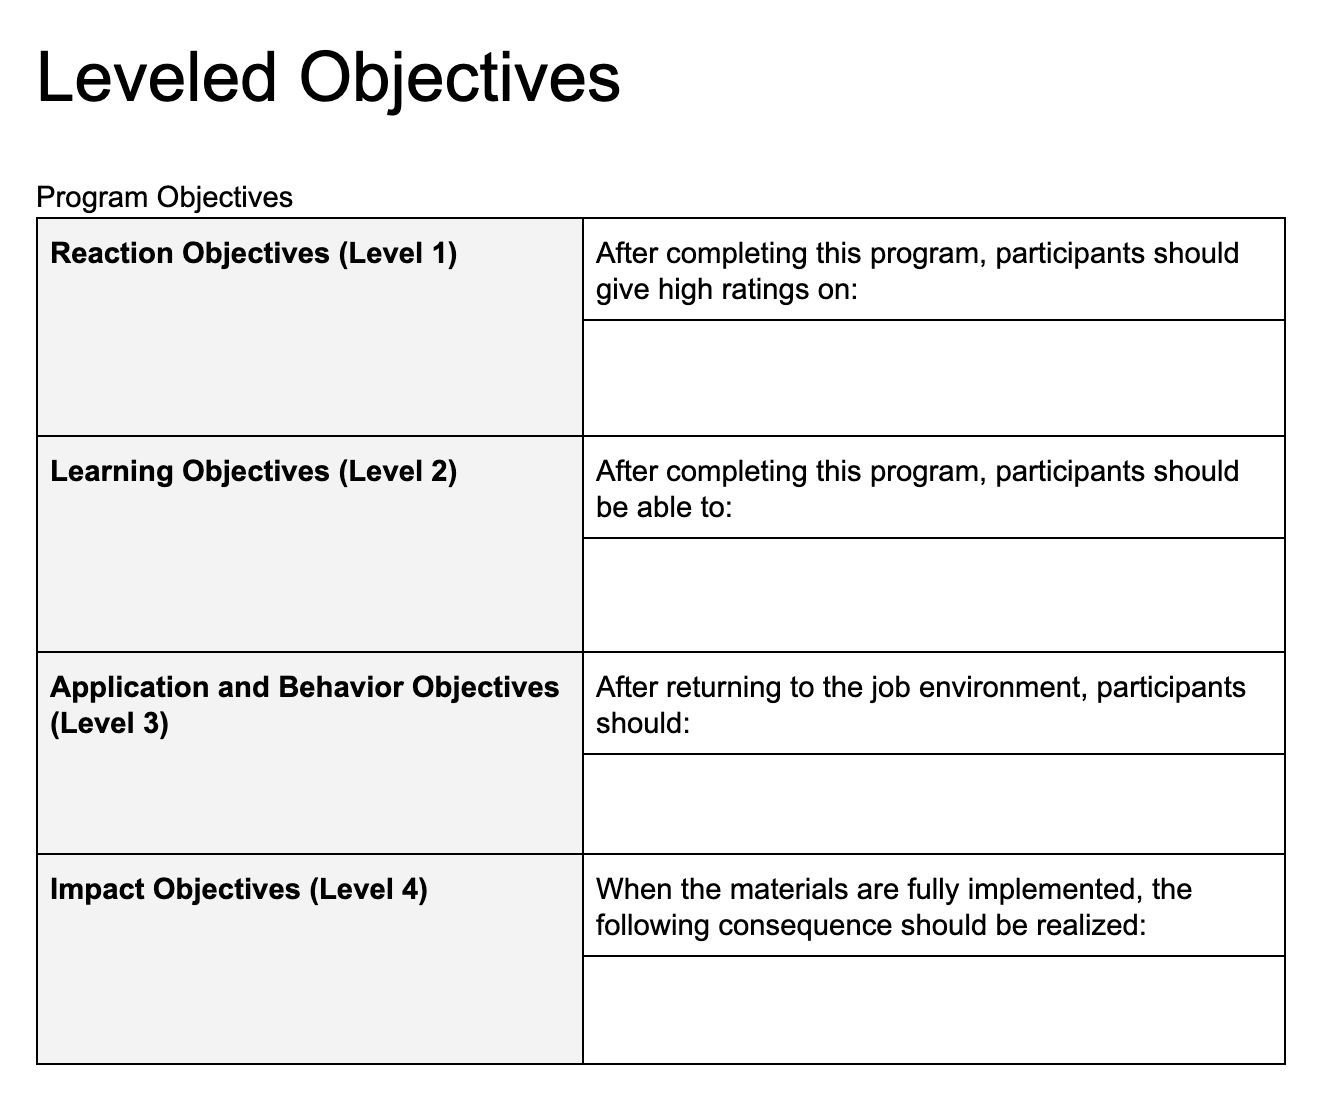 Leveled Objectives
Program Objectives
Reaction Objectives (Level 1)
After completing this program, participants should
give high ratings on:
Learning Objectives (Level 2)
After completing this program, participants should
be able to:
Application and Behavior Objectives
(Level 3)
After returning to the job environment, participants
should:
Impact Objectives (Level 4)
When the materials are fully implemented, the
following consequence should be realized: